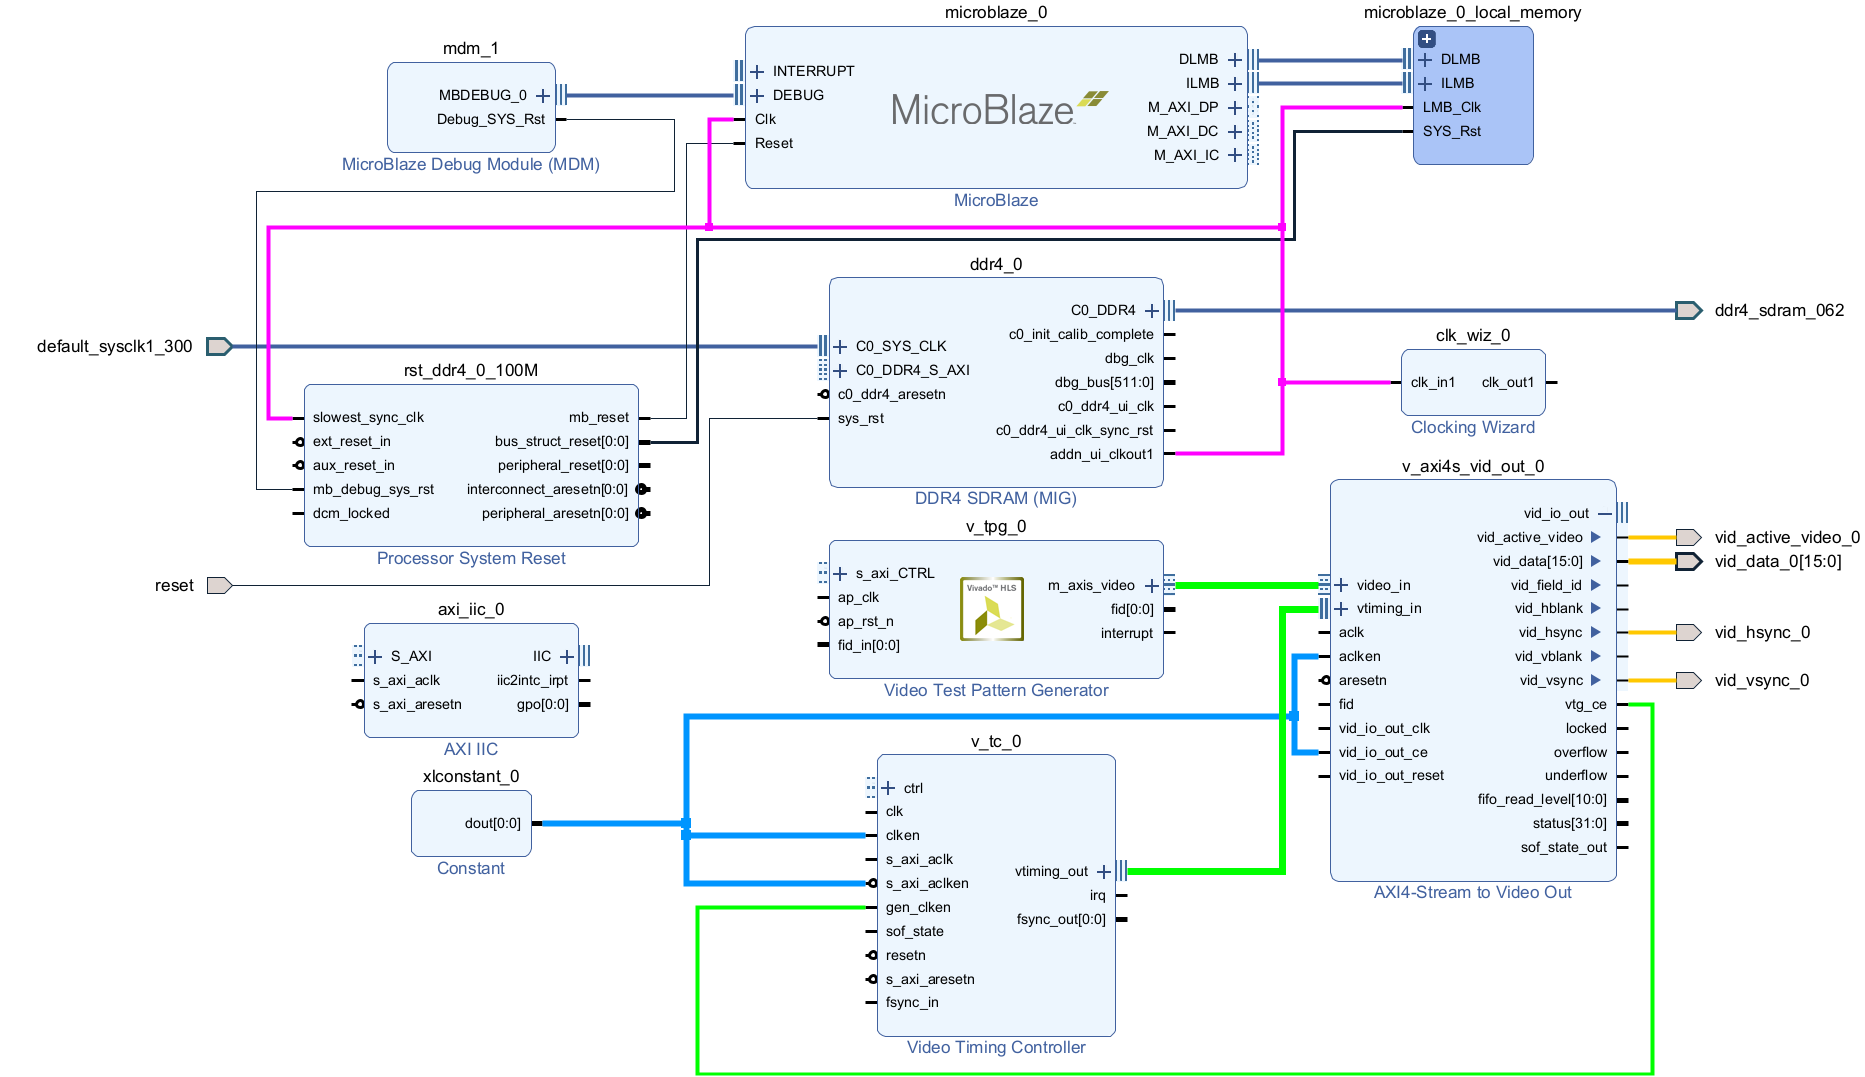 mdm_1
MBDEBUG_0
Debug_SYS_Rst
MicroBlaze Debug Module (MDM)
microblaze_0
INTERRUPT
DEBUG
Clk
Reset
MicroBlaze
DLMB
ILMB
M_AXI_DP
M_AXI_DC
M_AXI_IC
MicroBlaze
microblaze_0_local_memory
DLMB
ILMB
LMB_Clk
SYS_Rst
default_sysclk1_300
reset
rst_ddr4_0_100M
slowest_sync_clk
ext_reset_in
aux_reset_in
mb_debug_sys_rst
dcm_locked
mb_reset
bus_struct_reset[0:0]
peripheral_reset[0:0]
interconnect_aresetn[0:0]
peripheral_aresetn[0:0]
Processor System Reset
ddr4_0
C0_SYS_CLK
C0_DDR4_S_AXI
c0_ddr4_aresetn
sys_rst
C0_DDR4
c0_init_calib_complete
dbg_clk
dbg_bus[511:0]
c0_ddr4_ui_clk
c0_ddr4_ui_clk_sync_rst
addn_ui_clkout1
DDR4 SDRAM (MIG)
ddr4_sdram_062
clk_wiz_0
clk_in1
clk_out1
Clocking Wizard
axi_iic_0
S_AXI
s_axi_aclk
s_axi_aresetn
IIC
iic2intc_irpt
gpo[0:0]
AXI IIC
v_tpg_0
s_axi_CTRL
ap_clk
ap_rst_n
fid_in[0:0]
Vivado™ HLS
m_axis_video
fid[0:0]
interrupt
Video Test Pattern Generator
xlconstant_0
dout[0:0]
Constant
v_tc_0
ctrl
clk
clken
s_axi_aclk
s_axi_aclken
gen_clken
sof_state
resetn
s_axi_aresetn
fsync_in
vtiming_out
irq
fsync_out[0:0]
Video Timing Controller
v_axi4s_vid_out_0
video_in
vtiming_in
aclk
aclken
aresetn
fid
vid_io_out_clk
vid_io_out_ce
vid_io_out_reset
vid_io_out
vid_active_video
vid_data[15:0]
vid_field_id
vid_hblank
vid_hsync
vid_vblank
vid_vsync
vtg_ce
locked
overflow
underflow
fifo_read_level[10:0]
status[31:0]
sof_state_out
AXI4-Stream to Video Out
vid_active_video_0
vid_data_0[15:0]
vid_hsync_0
vid_vsync_0